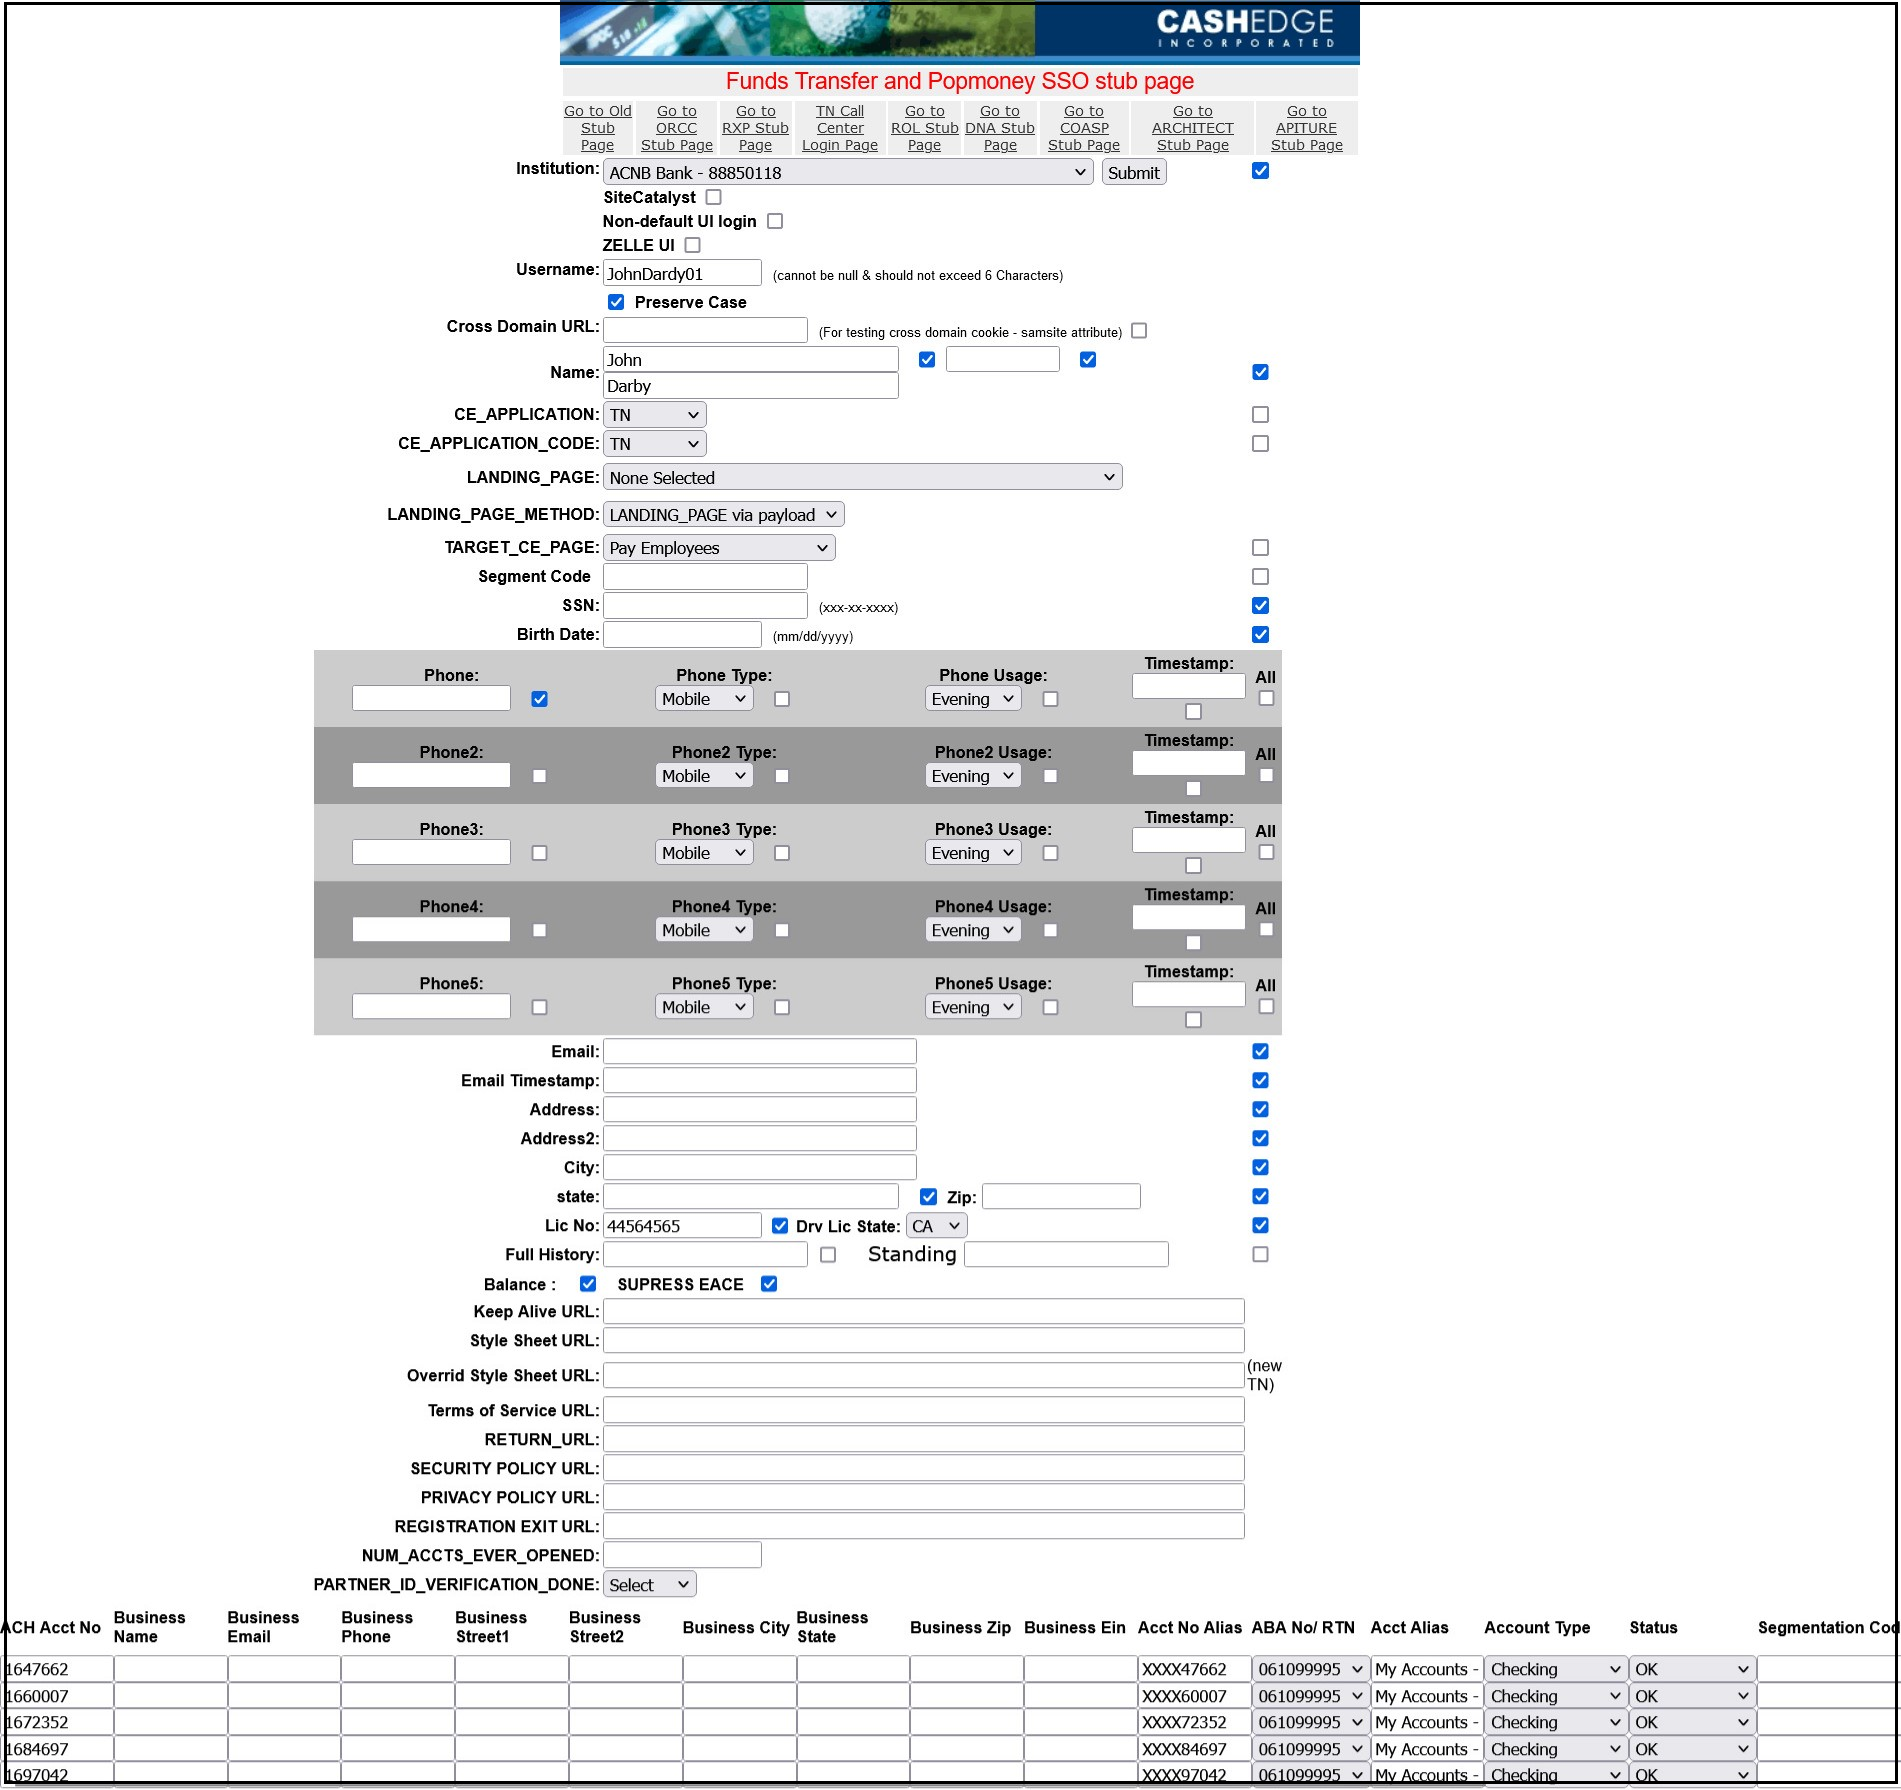 CASHEDGE
INCORPORATED
Funds Transfer and Popmoney SSO stub page
Go to Old Stub Page
Go to ORCC Stub Page
Go to RXP Stub Page
TN Call Center Login Page
Go to ROL Stub Page
Go to DNA Stub Page
Go to COASP Stub Page
Go to ARCHITECT Stub Page
Go to APITURE Stub Page
Institution: ACNB Bank - 88850118 Submit
SiteCatalyst
Non-default UI login
ZELLE UI
Username: JohnDardy01 (cannot be null & should not exceed 6 Characters)
Preserve Case
Cross Domain URL: (For testing cross domain cookie - samsite attribute)
Name: John
Darby
CE_APPLICATION: TN
CE_APPLICATION_CODE: TN
LANDING_PAGE: None Selected
LANDING_PAGE_METHOD: LANDING_PAGE via payload
TARGET_CE_PAGE: Pay Employees
Segment Code
SSN: (xxx-xx-xxxx)
Birth Date: (mm/dd/yyyy)
Phone: Phone Type: Phone Usage: Timestamp: All
Mobile Evening
Phone2: Phone2 Type: Phone2 Usage: Timestamp: All
Mobile Evening
Phone3: Phone3 Type: Phone3 Usage: Timestamp: All
Mobile Evening
Phone4: Phone4 Type: Phone4 Usage: Timestamp: All
Mobile Evening
Phone5: Phone5 Type: Phone5 Usage: Timestamp: All
Mobile Evening
Email:
Email Timestamp:
Address:
Address2:
City:
state: Zip:
Lic No: 44564565 Drv Lic State: CA
Full History: Standing
Balance : SUPRESS EACE
Keep Alive URL:
Style Sheet URL:
Overrid Style Sheet URL: (new TN)
Terms of Service URL:
RETURN_URL:
SECURITY POLICY URL:
PRIVACY POLICY URL:
REGISTRATION EXIT URL:
NUM_ACCTS_EVER_OPENED:
PARTNER_ID_VERIFICATION_DONE: Select
ACH Acct No Business Name Business Email Business Phone Business Street1 Business Street2 Business City Business State Business Zip Business Ein Acct No Alias ABA No/ RTN Acct Alias Account Type Status Segmentation Cod
1647662 XXXX47662 061099995 My Accounts - Checking OK
1660007 XXXX60007 061099995 My Accounts - Checking OK
1672352 XXXX72352 061099995 My Accounts - Checking OK
1684697 XXXX84697 061099995 My Accounts - Checking OK
1697042 XXXX97042 061099995 My Accounts - Checking OK